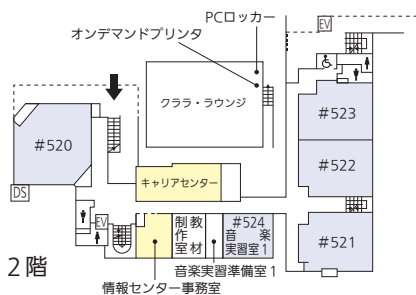 PCロッカー
オンデマンドプリンタ
EV
クララ・ラウンジ
#523
#520
#522
キャリアセンター
DS
EV
教材
制作室
#524
音楽
実習室1
#521
2階
音楽実習準備室1
情報センター事務室